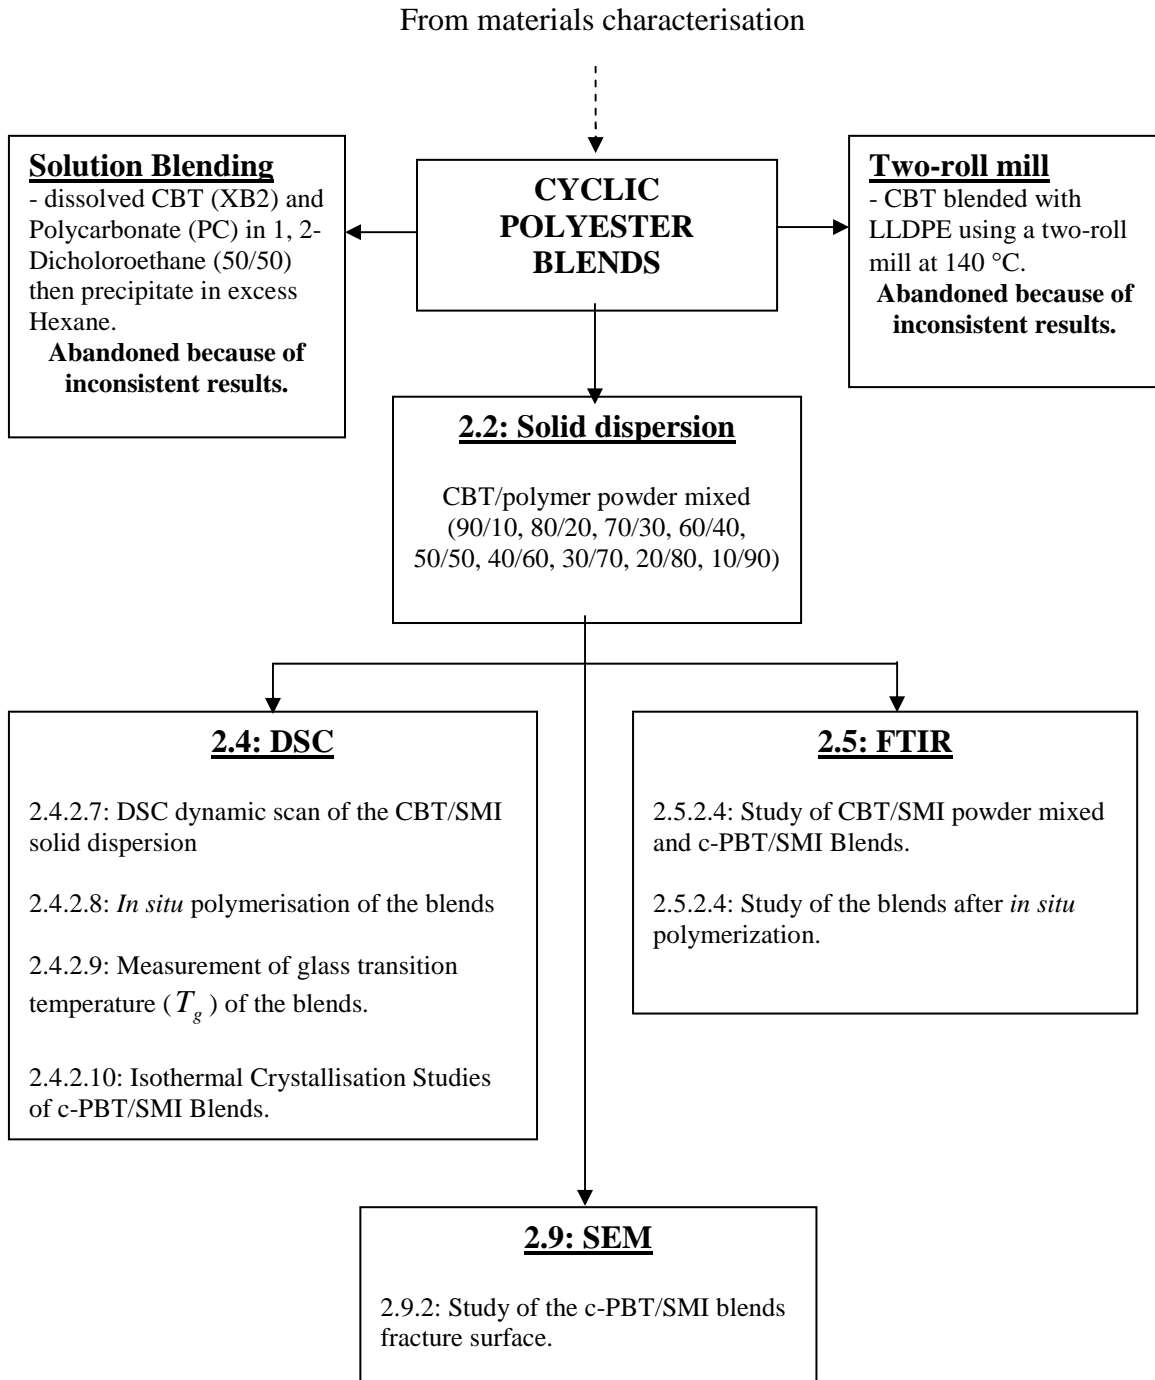 From materials characterisation
Solution Blending
- dissolved CBT (XB2) and
Polycarbonate (PC) in 1, 2-
Dicholoroethane (50/50)
then precipitate in excess
Hexane.
Abandoned because of
inconsistent results.
CYCLIC
POLYESTER
BLENDS
Two-roll mill
- CBT blended with
LLDPE using a two-roll
mill at 140 °C.
Abandoned because of
inconsistent results.
2.2: Solid dispersion
CBT/polymer powder mixed
(90/10, 80/20, 70/30, 60/40,
50/50, 40/60, 30/70, 20/80, 10/90)
2.4: DSC
2.4.2.7: DSC dynamic scan of the CBT/SMI
solid dispersion
2.4.2.8: In situ polymerisation of the blends
2.4.2.9: Measurement of glass transition
temperature ( T_g ) of the blends.
2.4.2.10: Isothermal Crystallisation Studies
of c-PBT/SMI Blends.
2.5: FTIR
2.5.2.4: Study of CBT/SMI powder mixed
and c-PBT/SMI Blends.
2.5.2.4: Study of the blends after in situ
polymerization.
2.9: SEM
2.9.2: Study of the c-PBT/SMI blends
fracture surface.